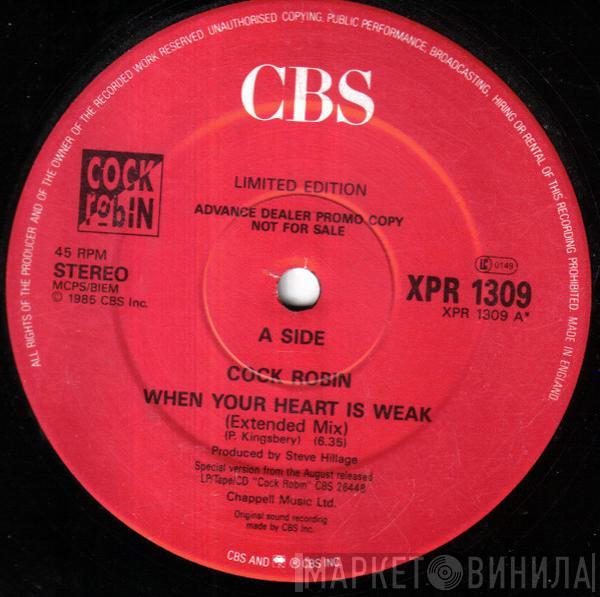 ALL RIGHTS OF THE PRODUCER AND OF THE OWNER OF THE RECORDED WORK RESERVED. UNAUTHORISED COPYING, PUBLIC PERFORMANCE, BROADCASTING, HIRING OR RENTAL OF THIS RECORDING PROHIBITED. MADE IN ENGLAND.
CBS
COCK
robiN
LIMITED EDITION
ADVANCE DEALER PROMO COPY
NOT FOR SALE
45 RPM
STEREO
MCPS/BIEM
© 1985 CBS Inc.
LC 0149
XPR 1309
XPR 1309 A*
A SIDE
COCK ROBIN
WHEN YOUR HEART IS WEAK
(Extended Mix)
(P. Kingsbery) (6.35)
Produced by Steve Hillage
Special version from the August released
LP/Tape/CD "Cock Robin" CBS 26448
Chappell Music Ltd.
Original sound recording
made by CBS Inc.
CBS AND ® CBS INC.
МАРКЕТ ВИНИЛА